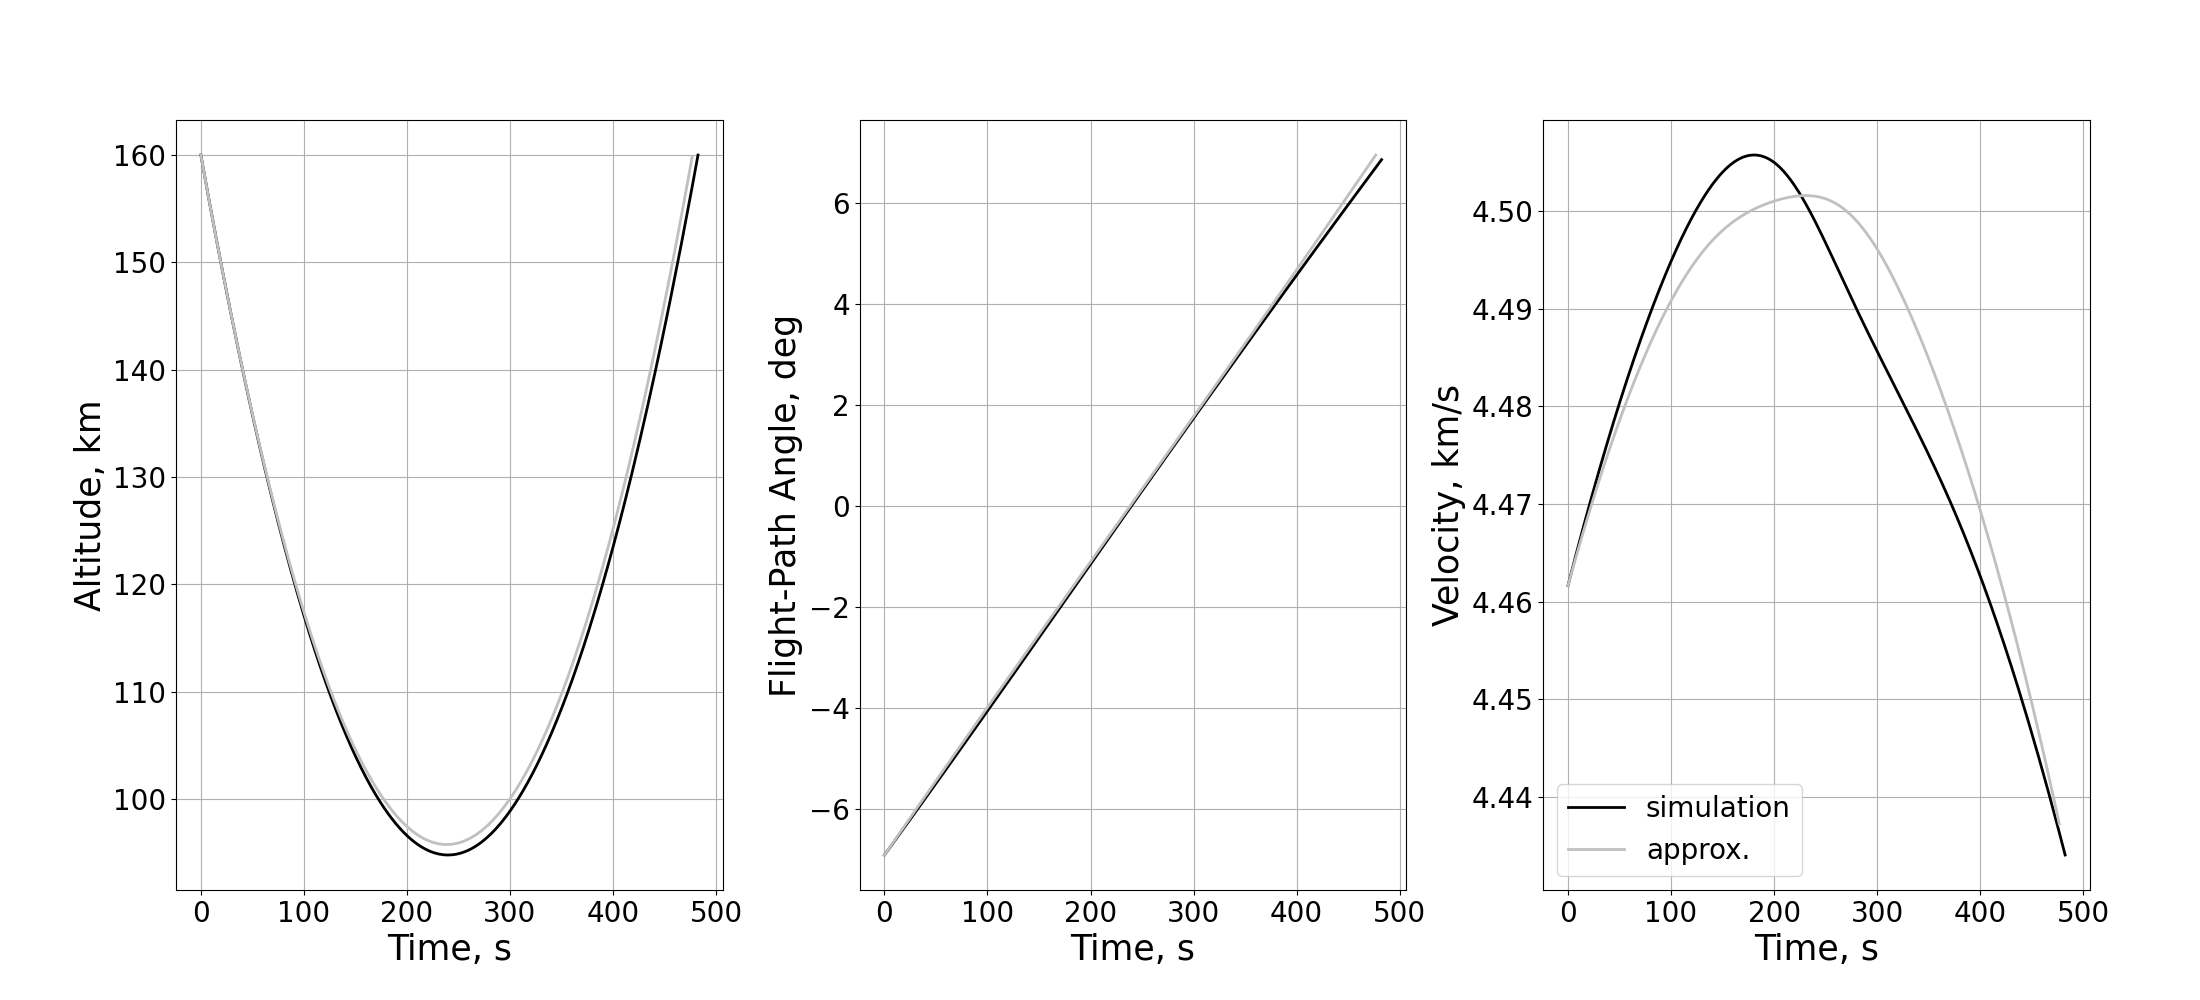 Altitude, km
160
150
140
130
120
110
100
0 100 200 300 400 500
Time, s
Flight-Path Angle, deg
6
4
2
0
−2
−4
−6
0 100 200 300 400 500
Time, s
Velocity, km/s
4.50
4.49
4.48
4.47
4.46
4.45
4.44
simulation
approx.
0 100 200 300 400 500
Time, s